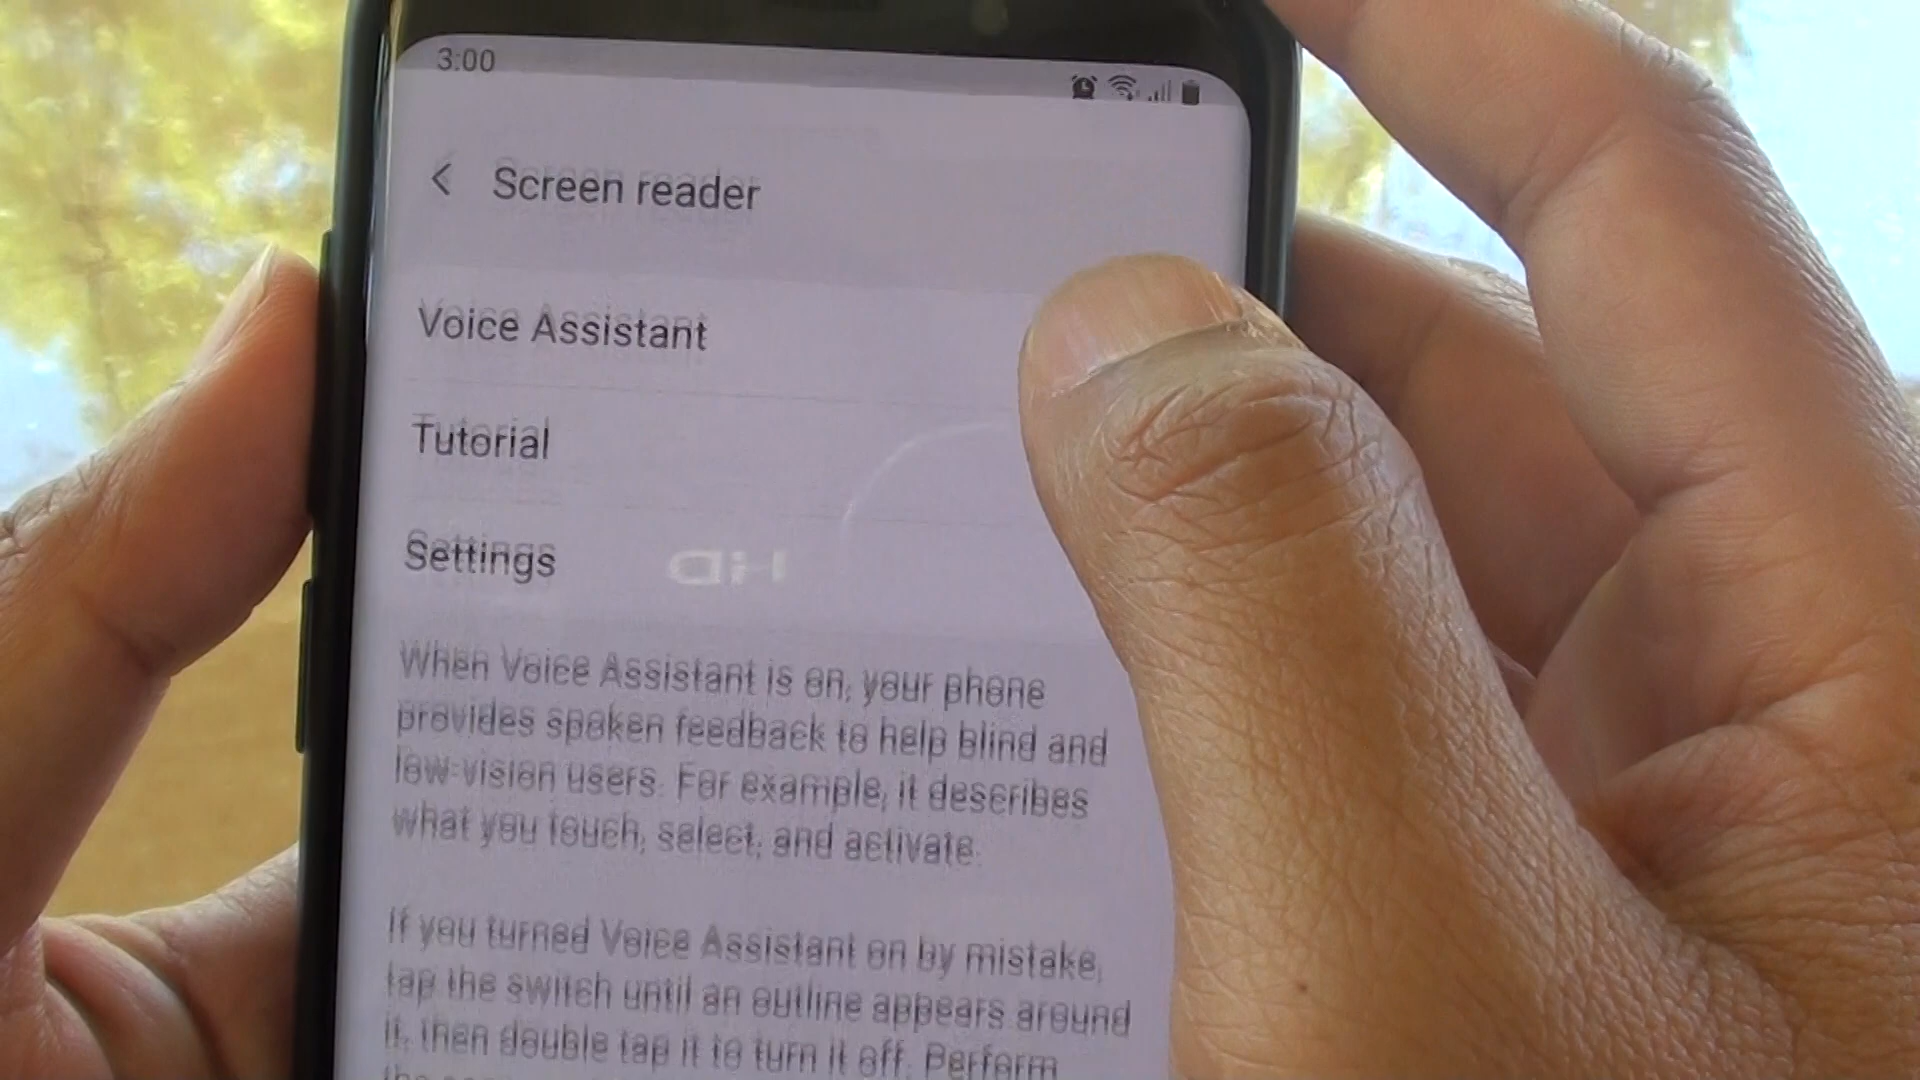 3:00
Screen reader
Voice Assistant
Tutorial
Settings
When Voice Assistant is on, your phone
provides spoken feedback to help blind and
low-vision users. For example, it describes
what you touch, select, and activate.
If you turned Voice Assistant on by mistake,
tap the switch until an outline appears around
it, then double tap it to turn it off. Perform